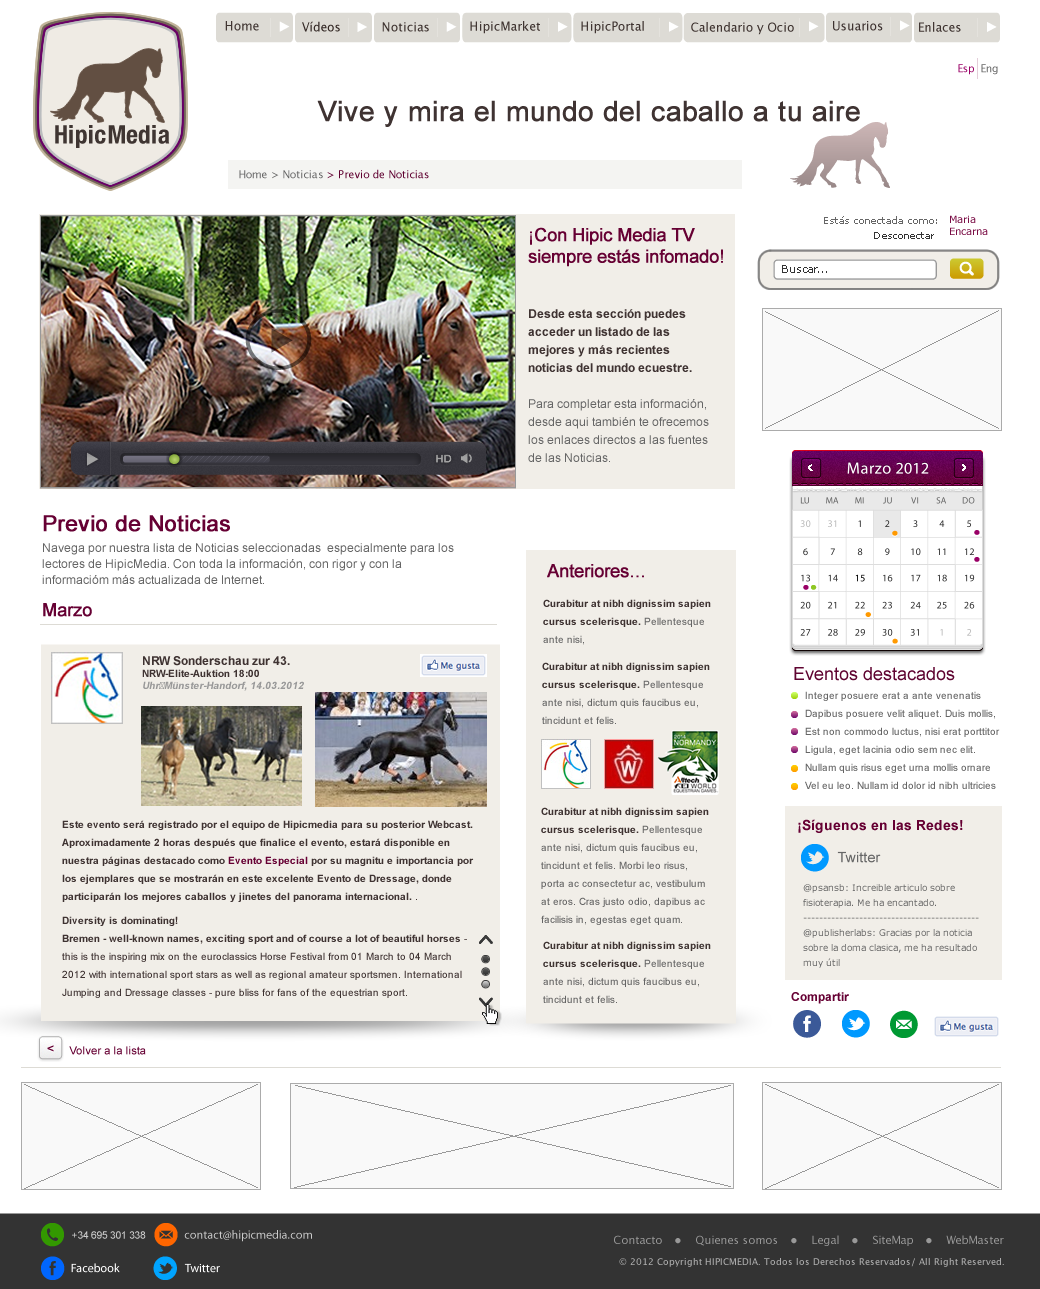 Home
Vídeos
Noticias
HipicMarket
HipicPortal
Calendario y Ocio
Usuarios
Enlaces
Esp
Eng
HipicMedia
Vive y mira el mundo del caballo a tu aire
Home > Noticias > Previo de Noticias
Estás conectada como: Maria
Encarna
Desconectar
Buscar...
¡Con Hipic Media TV
siempre estás infomado!
Desde esta sección puedes
acceder un listado de las
mejores y más recientes
noticias del mundo ecuestre.
Para completar esta información,
desde aqui también te ofrecemos
los enlaces directos a las fuentes
de las Noticias.
HD
Marzo 2012
LU MA MI JU VI SA DO
30 31 1 2 3 4 5
6 7 8 9 10 11 12
13 14 15 16 17 18 19
20 21 22 23 24 25 26
27 28 29 30 31 1 2
Previo de Noticias
Navega por nuestra lista de Noticias seleccionadas especialmente para los
lectores de HipicMedia. Con toda la información, con rigor y con la
informacióm más actualizada de Internet.
Marzo
NRW Sonderschau zur 43.
NRW-Elite-Auktion 18:00
Münster-Handorf, 14.03.2012
Me gusta
Este evento será registrado por el equipo de Hipicmedia para su posterior Webcast.
Aproximadamente 2 horas después que finalice el evento, estará disponible en
nuestra páginas destacado como Evento Especial por su magnitu e importancia por
los ejemplares que se mostrarán en este excelente Evento de Dressage, donde
participarán los mejores caballos y jinetes del panorama internacional. .
Diversity is dominating!
Bremen - well-known names, exciting sport and of course a lot of beautiful horses -
this is the inspiring mix on the euroclassics Horse Festival from 01 March to 04 March
2012 with international sport stars as well as regional amateur sportsmen. International
Jumping and Dressage classes - pure bliss for fans of the equestrian sport.
< Volver a la lista
Anteriores...
Curabitur at nibh dignissim sapien
cursus scelerisque. Pellentesque
ante nisi,
Curabitur at nibh dignissim sapien
cursus scelerisque. Pellentesque
ante nisi, dictum quis faucibus eu,
tincidunt et felis.
W
NORMANDY
Alltech FEI WORLD
EQUESTRIAN GAMES
Curabitur at nibh dignissim sapien
cursus scelerisque. Pellentesque
ante nisi, dictum quis faucibus eu,
tincidunt et felis. Morbi leo risus,
porta ac consectetur ac, vestibulum
at eros. Cras justo odio, dapibus ac
facilisis in, egestas eget quam.
Curabitur at nibh dignissim sapien
cursus scelerisque. Pellentesque
ante nisi, dictum quis faucibus eu,
tincidunt et felis.
Eventos destacados
Integer posuere erat a ante venenatis
Dapibus posuere velit aliquet. Duis mollis,
Est non commodo luctus, nisi erat porttitor
Ligula, eget lacinia odio sem nec elit.
Nullam quis risus eget urna mollis ornare
Vel eu leo. Nullam id dolor id nibh ultricies
¡Síguenos en las Redes!
Twitter
@psansb: Increible articulo sobre
fisioterapia. Me ha encantado.
@publisherlabs: Gracias por la noticia
sobre la doma clasica, me ha resultado
muy útil
Compartir
Me gusta
+34 695 301 338
contact@hipicmedia.com
Facebook
Twitter
Contacto
Quienes somos
Legal
SiteMap
WebMaster
© 2012 Copyright HIPICMEDIA. Todos los Derechos Reservados/ All Right Reserved.